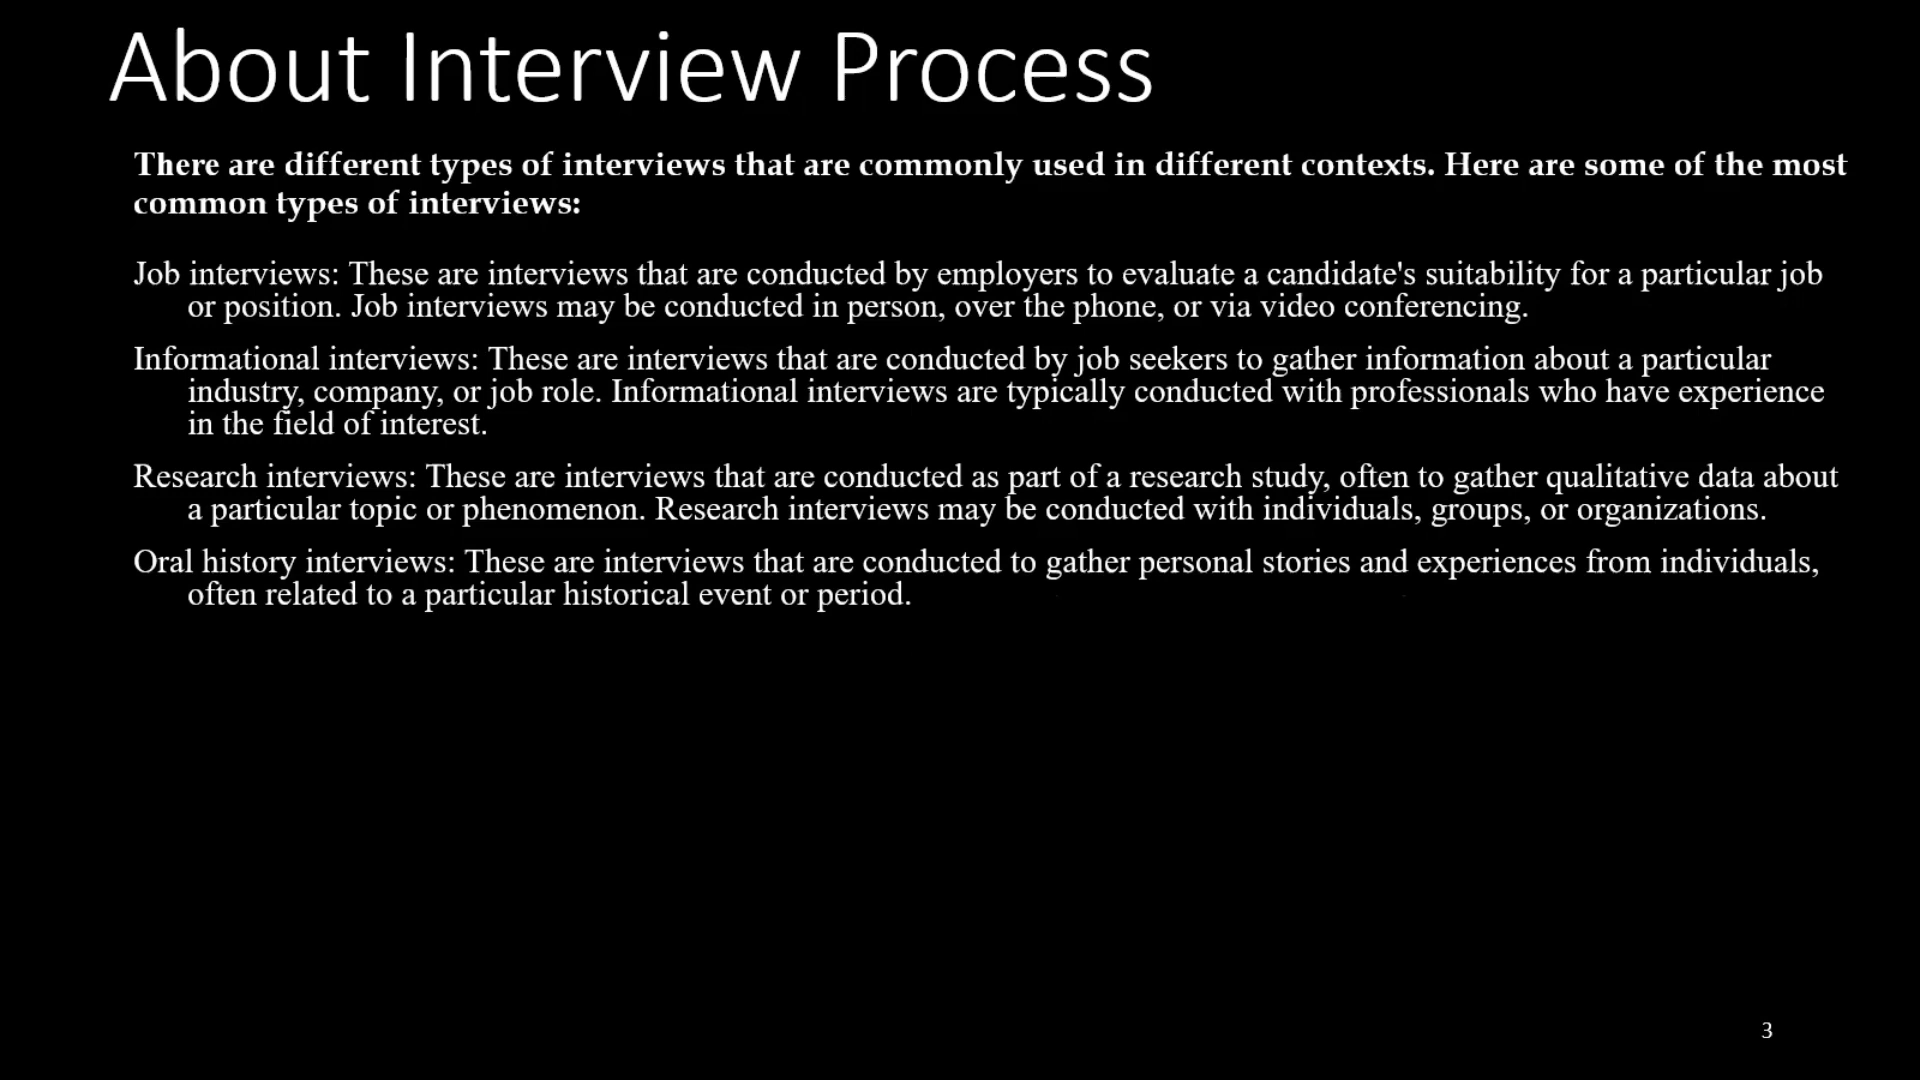 About Interview Process
There are different types of interviews that are commonly used in different contexts. Here are some of the most
common types of interviews:
Job interviews: These are interviews that are conducted by employers to evaluate a candidate's suitability for a particular job
or position. Job interviews may be conducted in person, over the phone, or via video conferencing.
Informational interviews: These are interviews that are conducted by job seekers to gather information about a particular
industry, company, or job role. Informational interviews are typically conducted with professionals who have experience
in the field of interest.
Research interviews: These are interviews that are conducted as part of a research study, often to gather qualitative data about
a particular topic or phenomenon. Research interviews may be conducted with individuals, groups, or organizations.
Oral history interviews: These are interviews that are conducted to gather personal stories and experiences from individuals,
often related to a particular historical event or period.
3